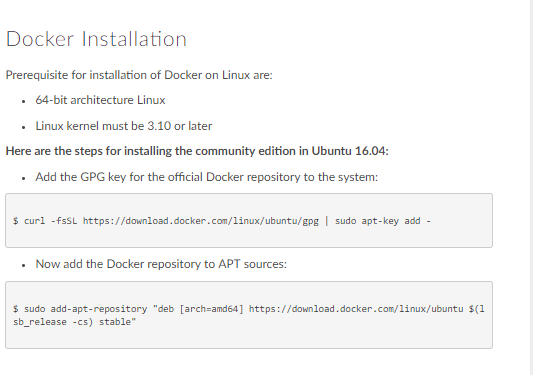 Docker Installation
Prerequisite for installation of Docker on Linux are:
• 64-bit architecture Linux
• Linux kernel must be 3.10 or later
Here are the steps for installing the community edition in Ubuntu 16.04:
• Add the GPG key for the official Docker repository to the system:
$ curl -fsSL https://download.docker.com/linux/ubuntu/gpg | sudo apt-key add -
• Now add the Docker repository to APT sources:
$ sudo add-apt-repository "deb [arch=amd64] https://download.docker.com/linux/ubuntu $(l
sb_release -cs) stable"